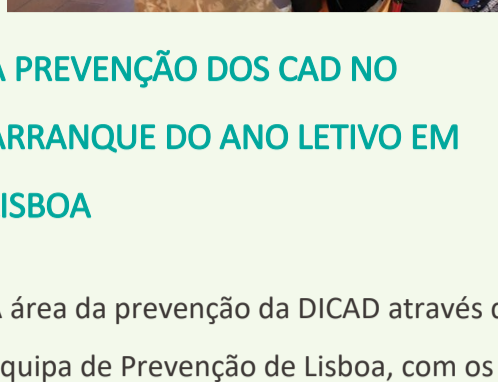 A PREVENÇÃO DOS CAD NO
ARRANQUE DO ANO LETIVO EM
LISBOA
A área da prevenção da DICAD através
quipa de Prevenção de Lisboa, com os